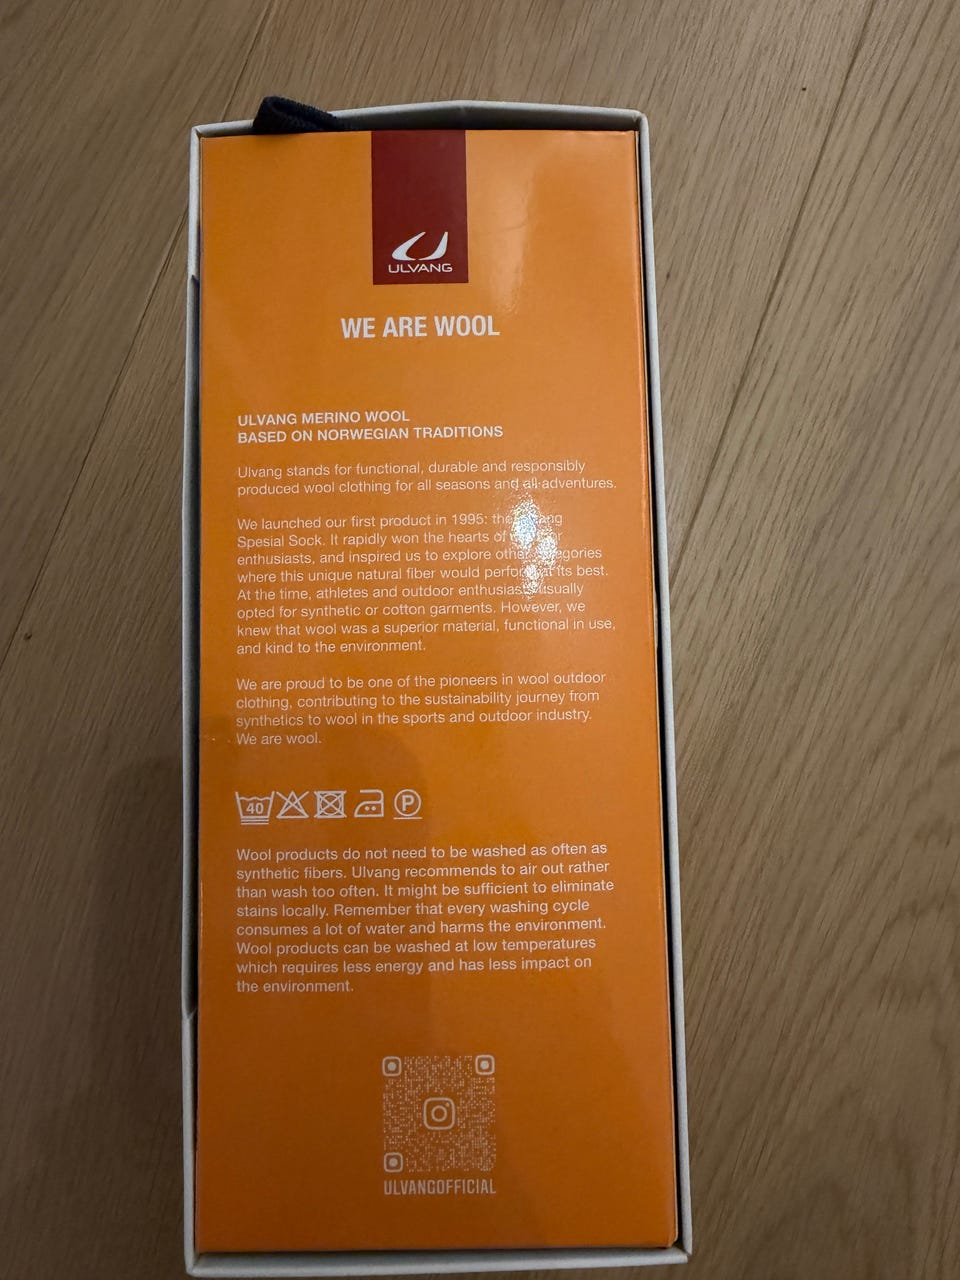 ULVANG
WE ARE WOOL
ULVANG MERINO WOOL
BASED ON NORWEGIAN TRADITIONS
Ulvang stands for functional, durable and responsibly
produced wool clothing for all seasons and all adventures.
We launched our first product in 1995: the
Spesial Sock. It rapidly won the hearts of
enthusiasts, and inspired us to explore other
where this unique natural fiber would perform at its best.
At the time, athletes and outdoor enthusiasts usually
opted for synthetic or cotton garments. However, we
knew that wool was a superior material, functional in use,
and kind to the environment.
We are proud to be one of the pioneers in wool outdoor
clothing, contributing to the sustainability journey from
synthetics to wool in the sports and outdoor industry.
We are wool.
40 P
Wool products do not need to be washed as often as
synthetic fibers. Ulvang recommends to air out rather
than wash too often. It might be sufficient to eliminate
stains locally. Remember that every washing cycle
consumes a lot of water and harms the environment.
Wool products can be washed at low temperatures
which requires less energy and has less impact on
the environment.
ULVANGOFFICIAL